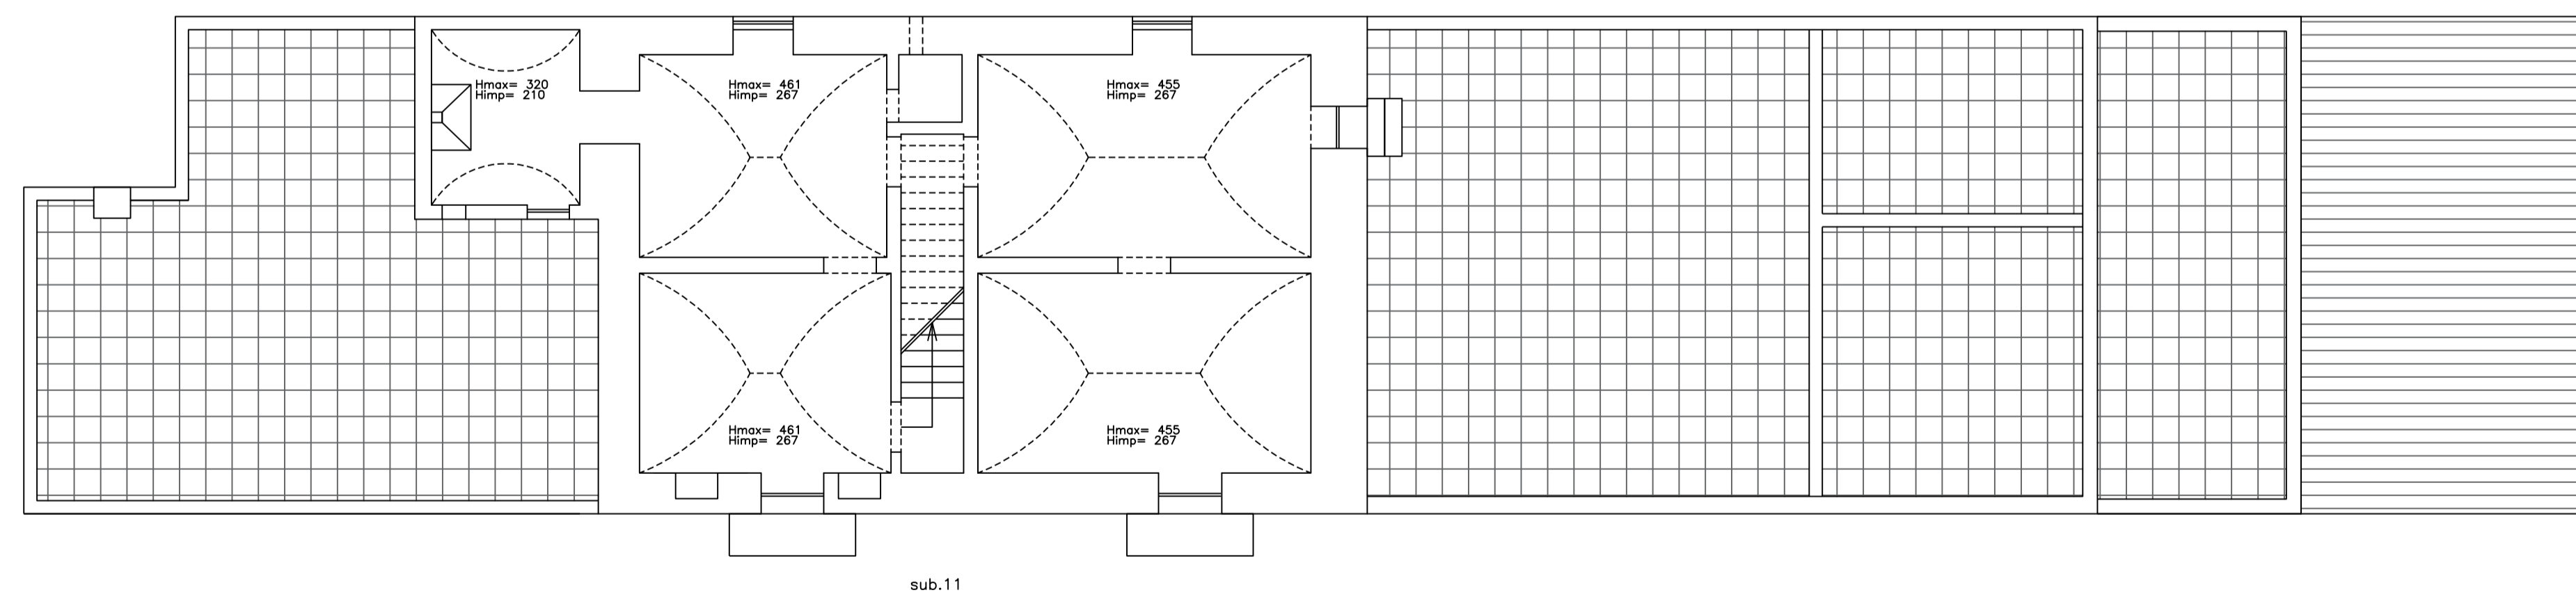 Hmax= 320
Himp= 210
Hmax= 461
Himp= 267
Hmax= 455
Himp= 267
Hmax= 461
Himp= 267
Hmax= 455
Himp= 267
sub.11